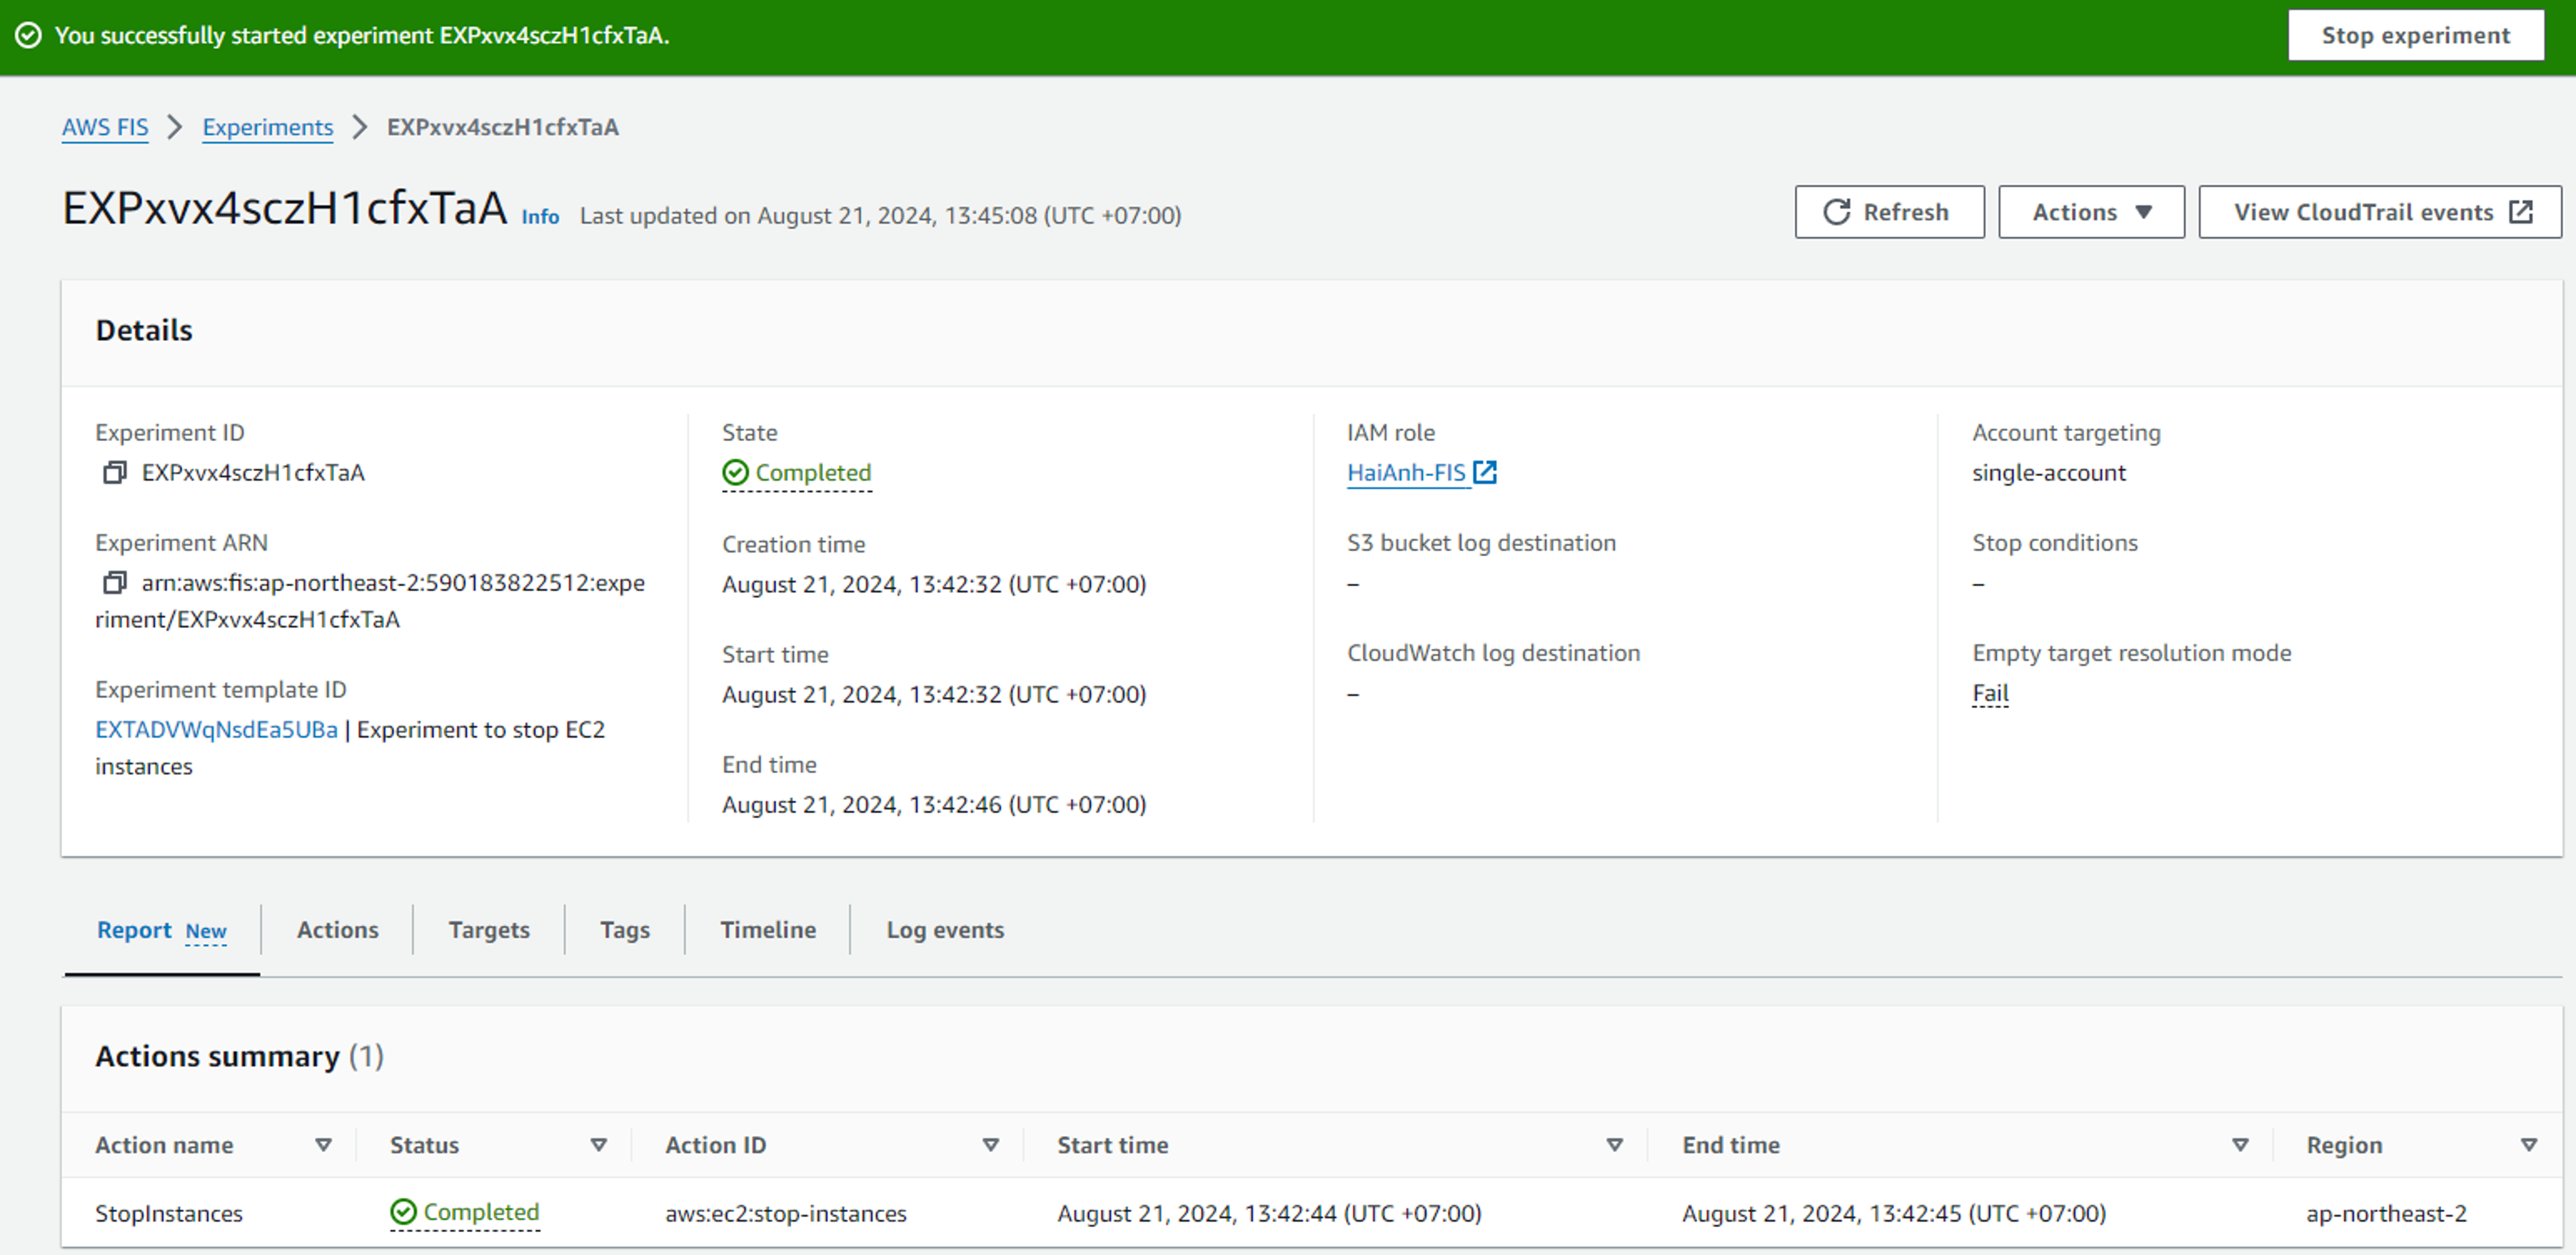 You successfully started experiment EXPxvx4sczH1cfxTaA.
Stop experiment
AWS FIS
Experiments
EXPxvx4sczH1cfxTaA
EXPxvx4sczH1cfxTaA Info Last updated on August 21, 2024, 13:45:08 (UTC +07:00)
Refresh
Actions
View CloudTrail events
Details
Experiment ID
EXPxvx4sczH1cfxTaA
Experiment ARN
arn:aws:fis:ap-northeast-2:590183822512:expe
riment/EXPxvx4sczH1cfxTaA
Experiment template ID
EXTADVWqNsdEa5UBa | Experiment to stop EC2
instances
State
Completed
Creation time
August 21, 2024, 13:42:32 (UTC +07:00)
Start time
August 21, 2024, 13:42:32 (UTC +07:00)
End time
August 21, 2024, 13:42:46 (UTC +07:00)
IAM role
HaiAnh-FIS
S3 bucket log destination
–
CloudWatch log destination
–
Account targeting
single-account
Stop conditions
–
Empty target resolution mode
Fail
Report New
Actions
Targets
Tags
Timeline
Log events
Actions summary (1)
Action name
Status
Action ID
Start time
End time
Region
StopInstances
Completed
aws:ec2:stop-instances
August 21, 2024, 13:42:44 (UTC +07:00)
August 21, 2024, 13:42:45 (UTC +07:00)
ap-northeast-2